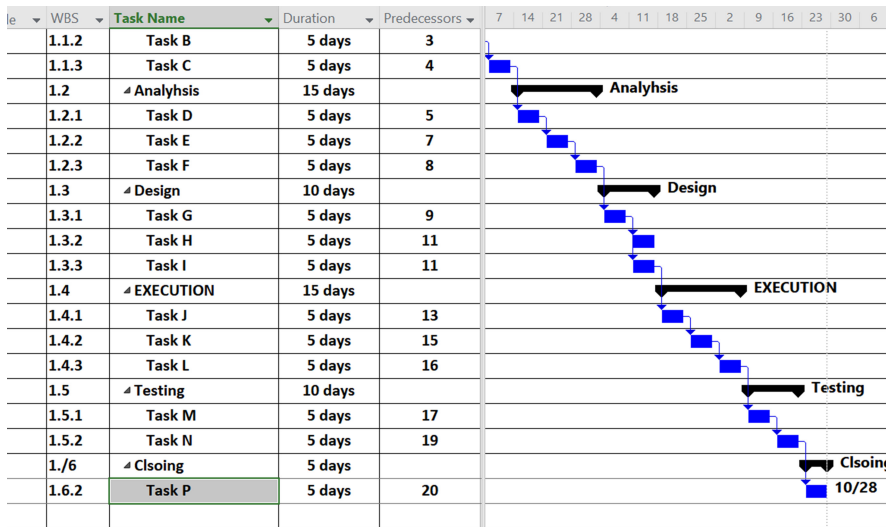 le WBS Task Name Duration Predecessors 7 14 21 28 4 11 18 25 2 9 16 23 30 6
1.1.2 Task B 5 days 3
1.1.3 Task C 5 days 4
1.2 Analyhsis 15 days Analyhsis
1.2.1 Task D 5 days 5
1.2.2 Task E 5 days 7
1.2.3 Task F 5 days 8
1.3 Design 10 days Design
1.3.1 Task G 5 days 9
1.3.2 Task H 5 days 11
1.3.3 Task I 5 days 11
1.4 EXECUTION 15 days EXECUTION
1.4.1 Task J 5 days 13
1.4.2 Task K 5 days 15
1.4.3 Task L 5 days 16
1.5 Testing 10 days Testing
1.5.1 Task M 5 days 17
1.5.2 Task N 5 days 19
1./6 Clsoing 5 days Clsoing
1.6.2 Task P 5 days 20 10/28